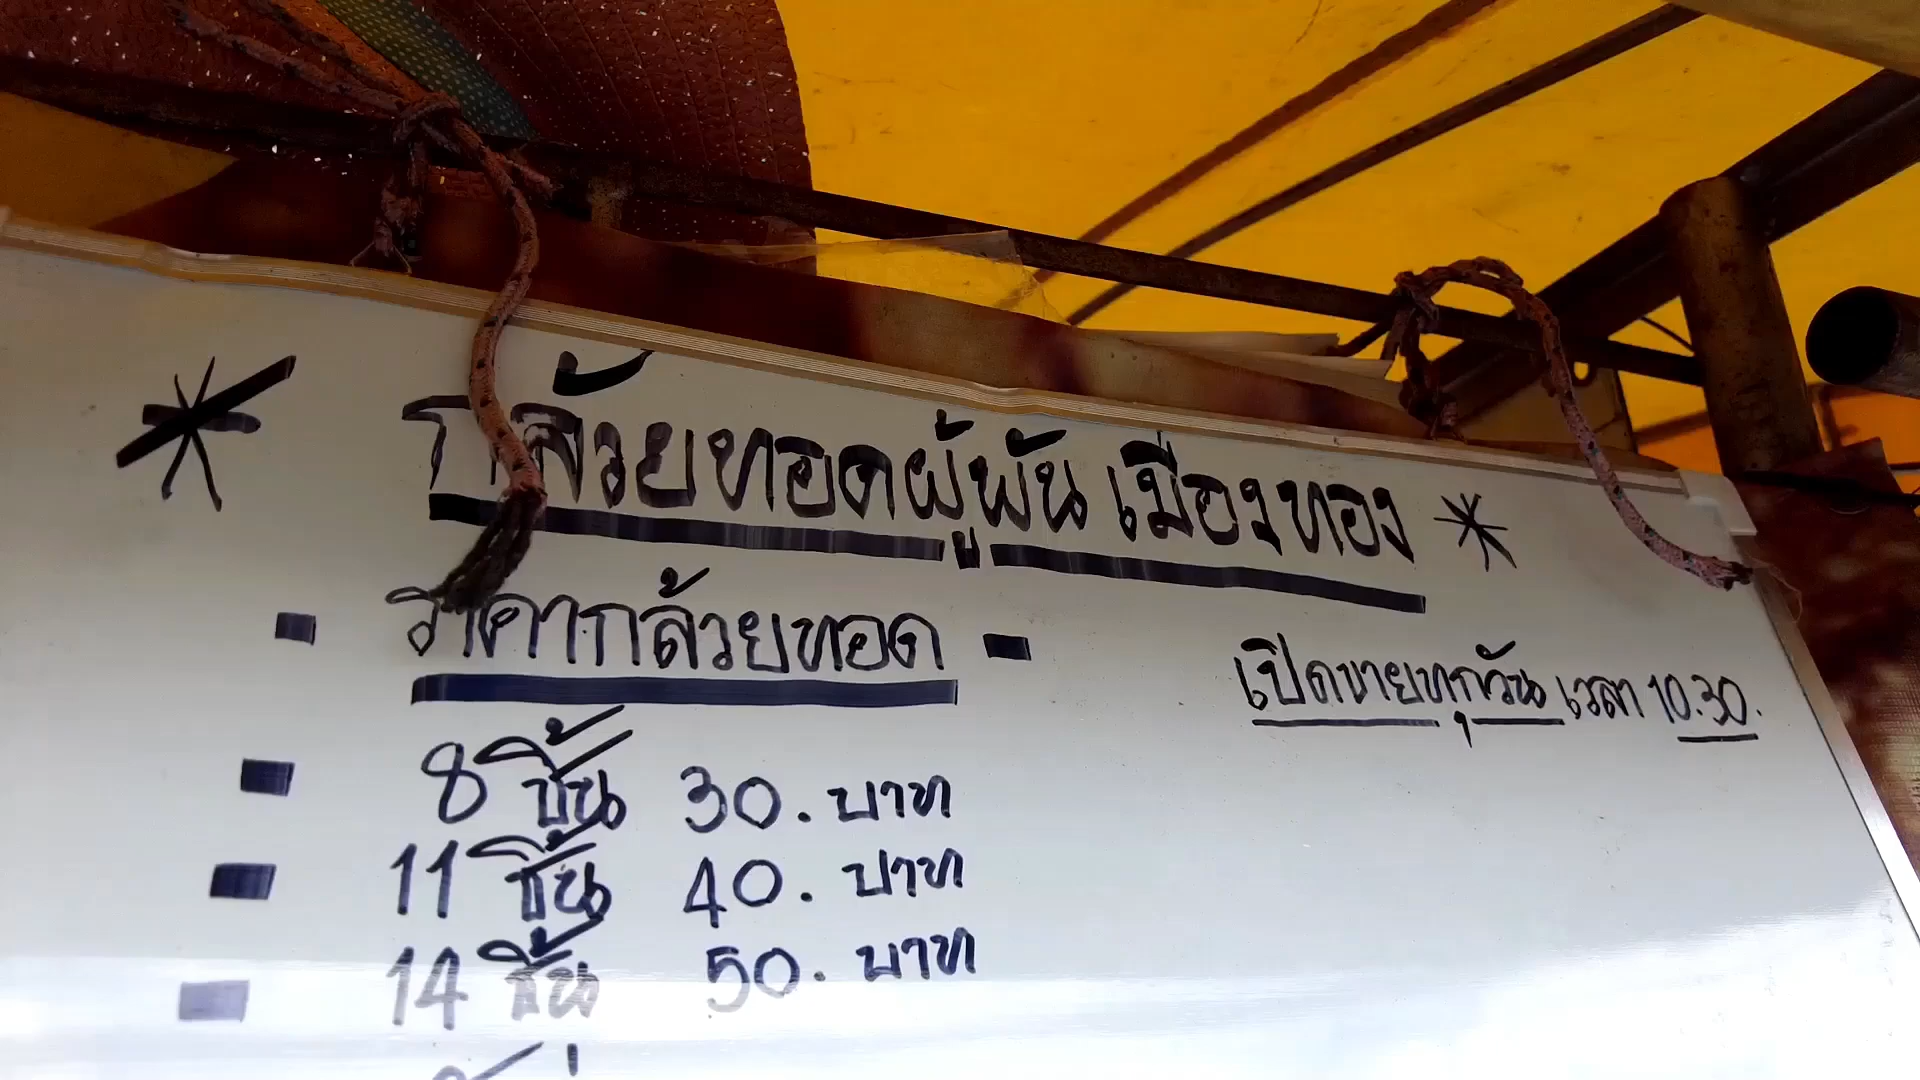 * กล้วยทอดผู้พันเมืองทอง *
- ราคากล้วยทอด -
เปิดขายทุกวัน เวลา 10.30.
- 8 ชิ้น 30. บาท
- 11 ชิ้น 40. บาท
- 14 ชิ้น 50. บาท